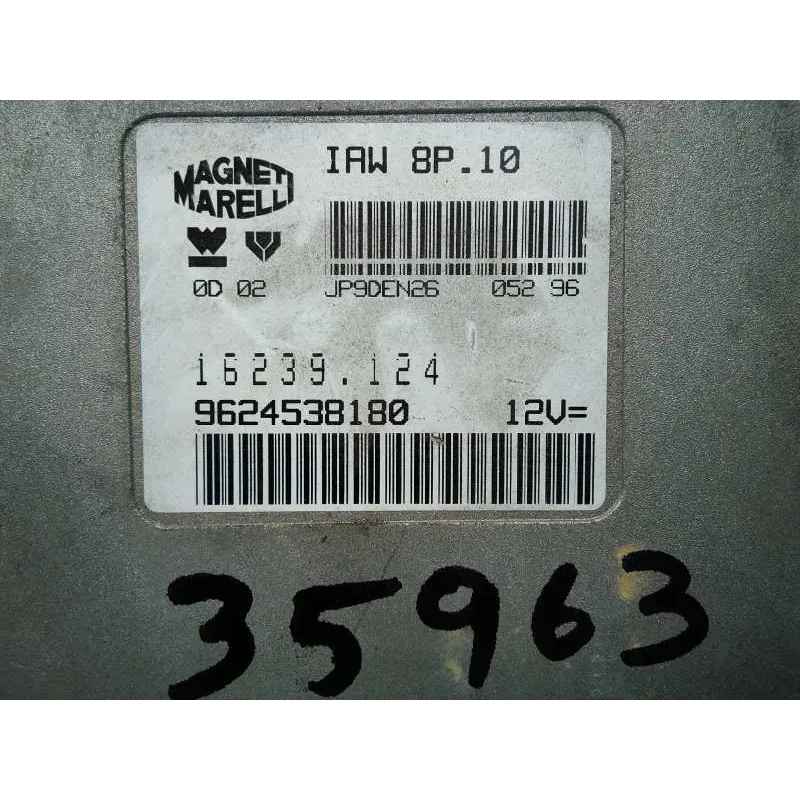 MAGNETI
MARELLI
IAW 8P.10
0D 02 JP9DEN26 052 96
16239.124
9624538180 12V=
35963